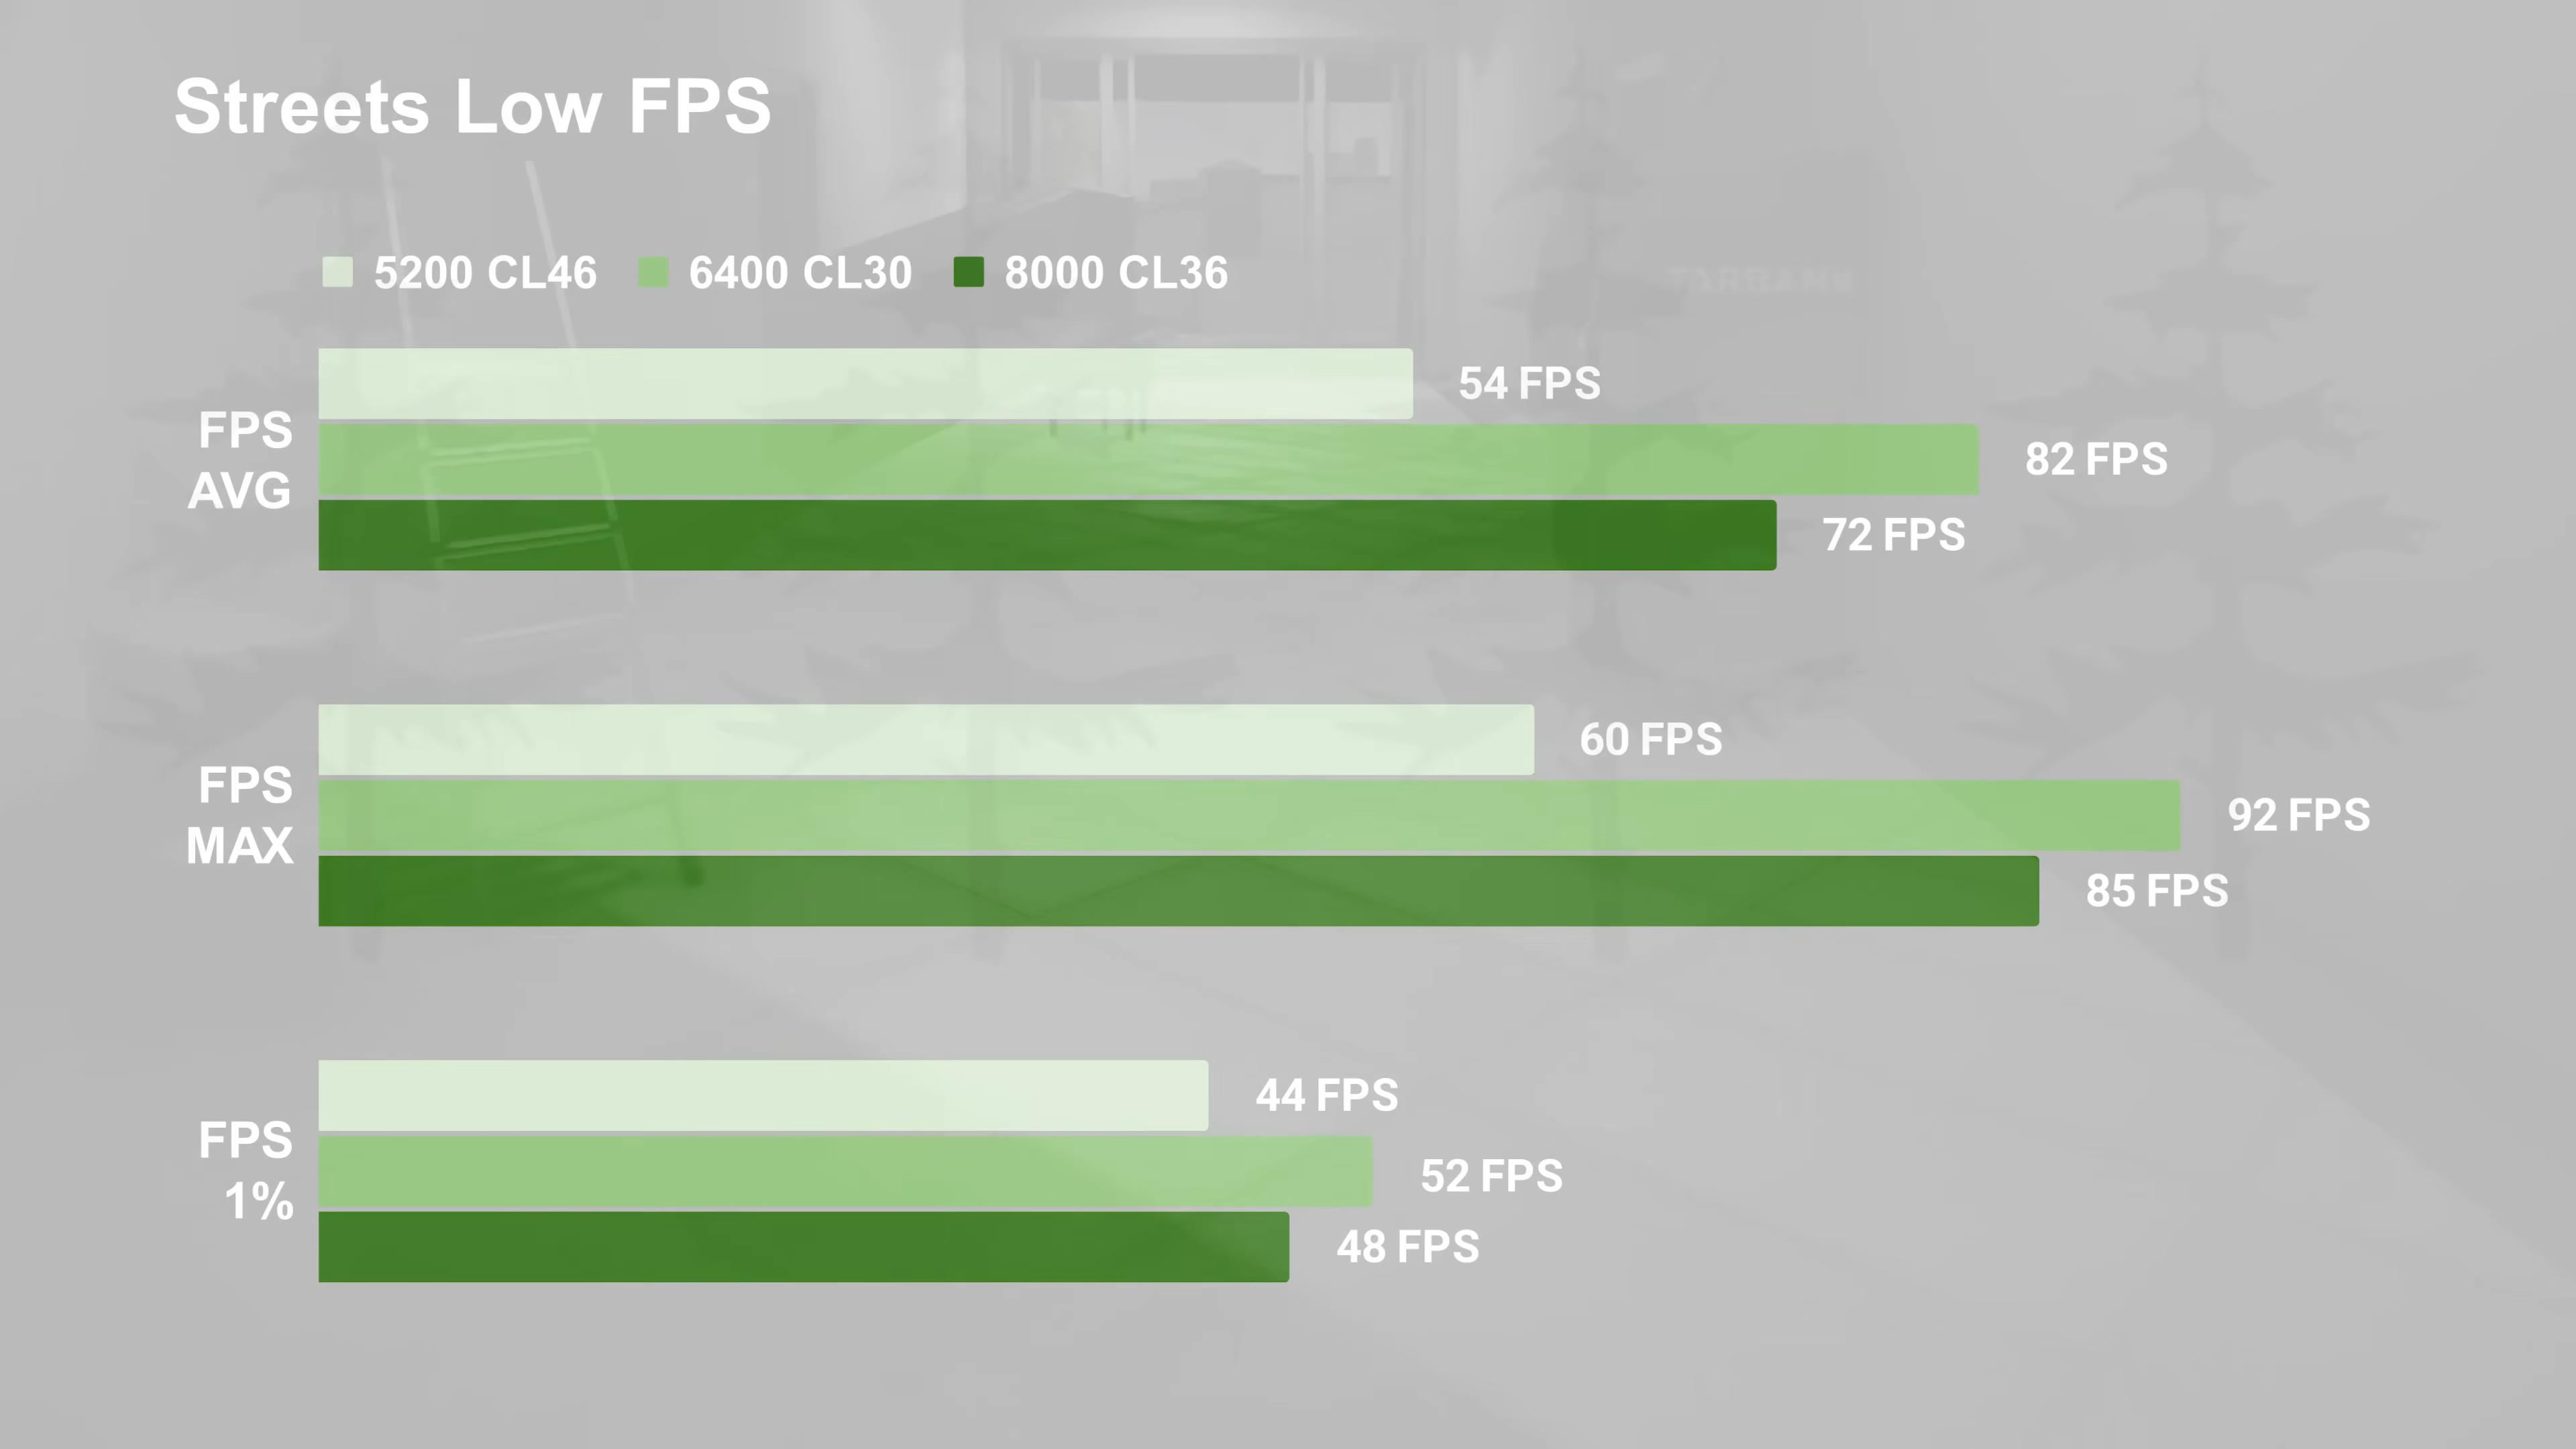 Streets Low FPS
5200 CL46 6400 CL30 8000 CL36
FPS
AVG
54 FPS
82 FPS
72 FPS
FPS
MAX
60 FPS
92 FPS
85 FPS
FPS
1%
44 FPS
52 FPS
48 FPS
TARBANK